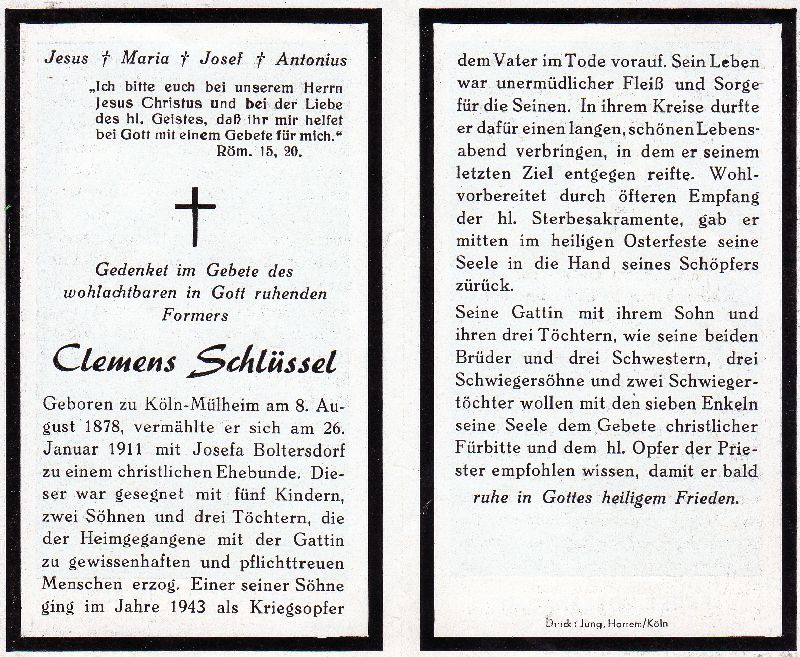 Jesus † Maria † Josef † Antonius
„Ich bitte euch bei unserem Herrn
Jesus Christus und bei der Liebe
des hl. Geistes, daß ihr mir helfet
bei Gott mit einem Gebete für mich.“
Röm. 15, 20.
Gedenket im Gebete des
wohlachtbaren in Gott ruhenden
Formers
Clemens Schlüssel
Geboren zu Köln-Mülheim am 8. Au-
gust 1878, vermählte er sich am 26.
Januar 1911 mit Josefa Boltersdorf
zu einem christlichen Ehebunde. Die-
ser war gesegnet mit fünf Kindern,
zwei Söhnen und drei Töchtern, die
der Heimgegangene mit der Gattin
zu gewissenhaften und pflichttreuen
Menschen erzog. Einer seiner Söhne
ging im Jahre 1943 als Kriegsopfer
dem Vater im Tode vorauf. Sein Leben
war unermüdlicher Fleiß und Sorge
für die Seinen. In ihrem Kreise durfte
er dafür einen langen, schönen Lebens-
abend verbringen, in dem er seinem
letzten Ziel entgegen reifte. Wohl-
vorbereitet durch öfteren Empfang
der hl. Sterbesakramente, gab er
mitten im heiligen Osterfeste seine
Seele in die Hand seines Schöpfers
zürück.
Seine Gattin mit ihrem Sohn und
ihren drei Töchtern, wie seine beiden
Brüder und drei Schwestern, drei
Schwiegersöhne und zwei Schwieger-
töchter wollen mit den sieben Enkeln
seine Seele dem Gebete christlicher
Fürbitte und dem hl. Opfer der Prie-
ster empfohlen wissen, damit er bald
ruhe in Gottes heiligem Frieden.
Druck: Jung, Horrem/Köln